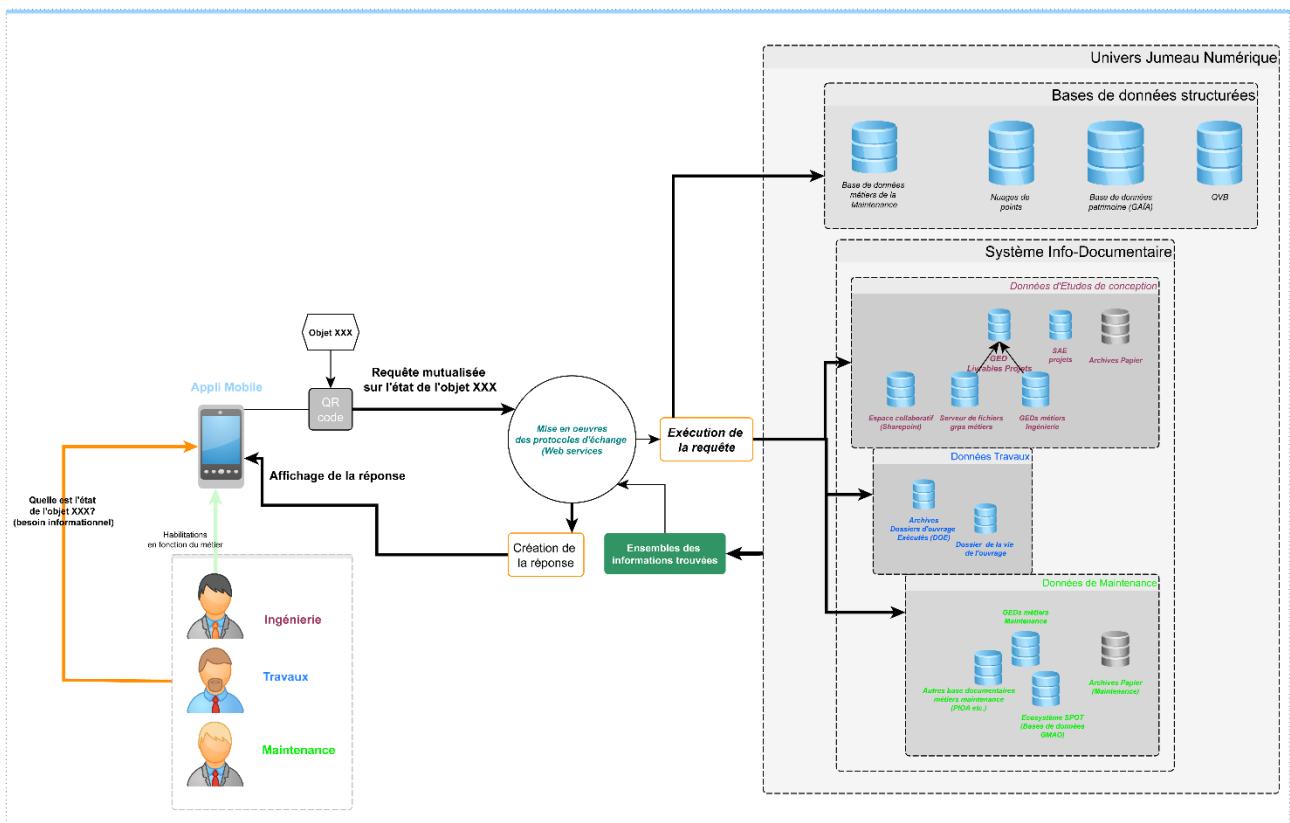 Univers Jumeau Numérique
Bases de données structurées
Base de données
métiers de la
Maintenance
Nuages de
points
Base de données
patrimoine (GAÏA)
QVB
Système Info-Documentaire
Données d'Etudes de conception
GED
Livrables Projets
SAE
projets
Archives Papier
Espace collaboratif
(Sharepoint)
Serveur de fichiers
grps métiers
GEDs métiers
Ingénierie
Objet XXX
Appli Mobile
QR
code
Requête mutualisée
sur l'état de l'objet XXX
Mise en oeuvres
des protocoles d'échange
(Web services
Exécution de
la requête
Affichage de la réponse
Quelle est l'état
de l'objet XXX?
(besoin informationnel)
Habilitations
en fonction du métier
Création de
la réponse
Ensembles des
informations trouvées
Données Travaux
Archives
Dossiers d'ouvrage
Exécutés (DOE)
Dossier de la vie
de l'ouvrage
Données de Maintenance
GEDs métiers
Maintenance
Autres base documentaires
métiers maintenance
(PIOA etc.)
Ecosystème SPOT
(Bases de données
GMAO)
Archives Papier
(Maintenance)
Ingénierie
Travaux
Maintenance